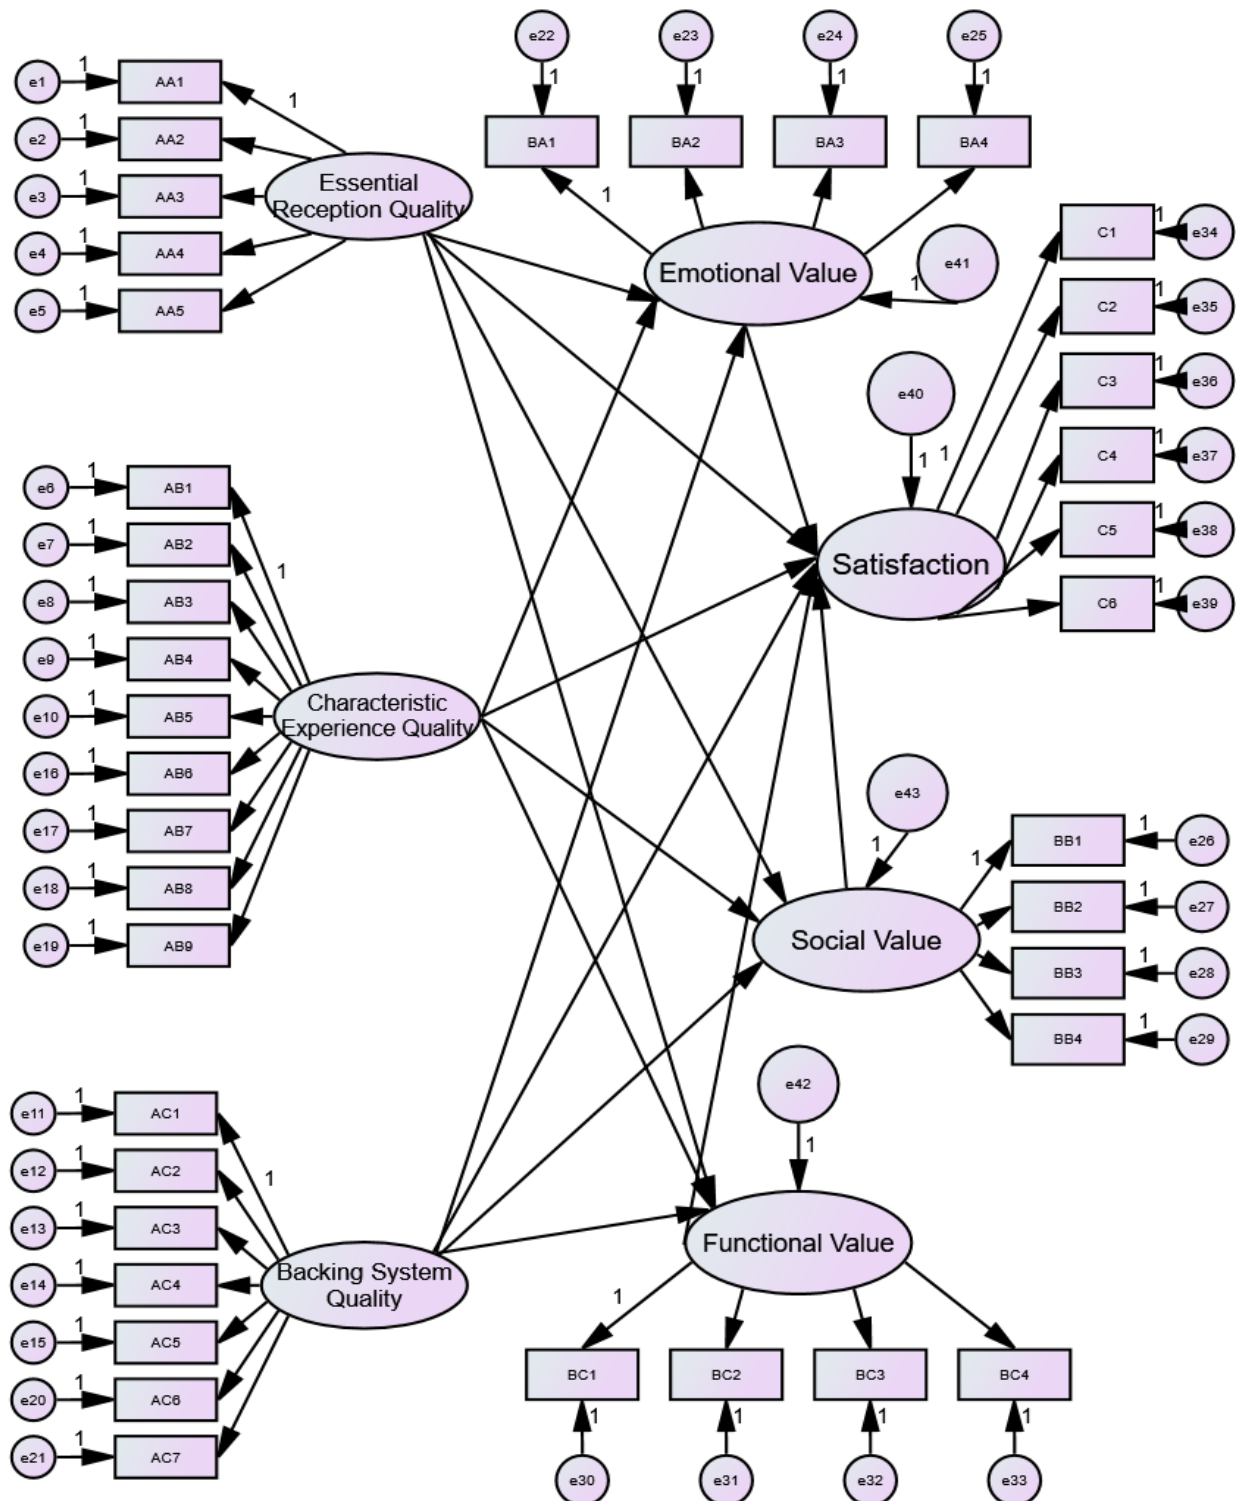 e22
e23
e24
e25
1
1
1
1
BA1
BA2
BA3
BA4
1
e1
1
AA1
1
e2
1
AA2
e3
1
AA3
e4
1
AA4
e5
1
AA5
Essential
Reception Quality
Emotional Value
e41
1
C1
1
e34
C2
1
e35
C3
1
e36
C4
1
e37
C5
1
e38
C6
1
e39
e40
1
1
Satisfaction
e6
1
AB1
e7
1
AB2
1
e8
1
AB3
e9
1
AB4
e10
1
AB5
e16
1
AB6
e17
1
AB7
e18
1
AB8
e19
1
AB9
Characteristic
Experience Quality
e43
1
Social Value
1
BB1
1
e26
BB2
1
e27
BB3
1
e28
BB4
1
e29
e11
1
AC1
e12
1
AC2
1
e13
1
AC3
e14
1
AC4
e15
1
AC5
e20
1
AC6
e21
1
AC7
Backing System
Quality
e42
1
Functional Value
1
BC1
BC2
BC3
BC4
1
1
1
1
e30
e31
e32
e33